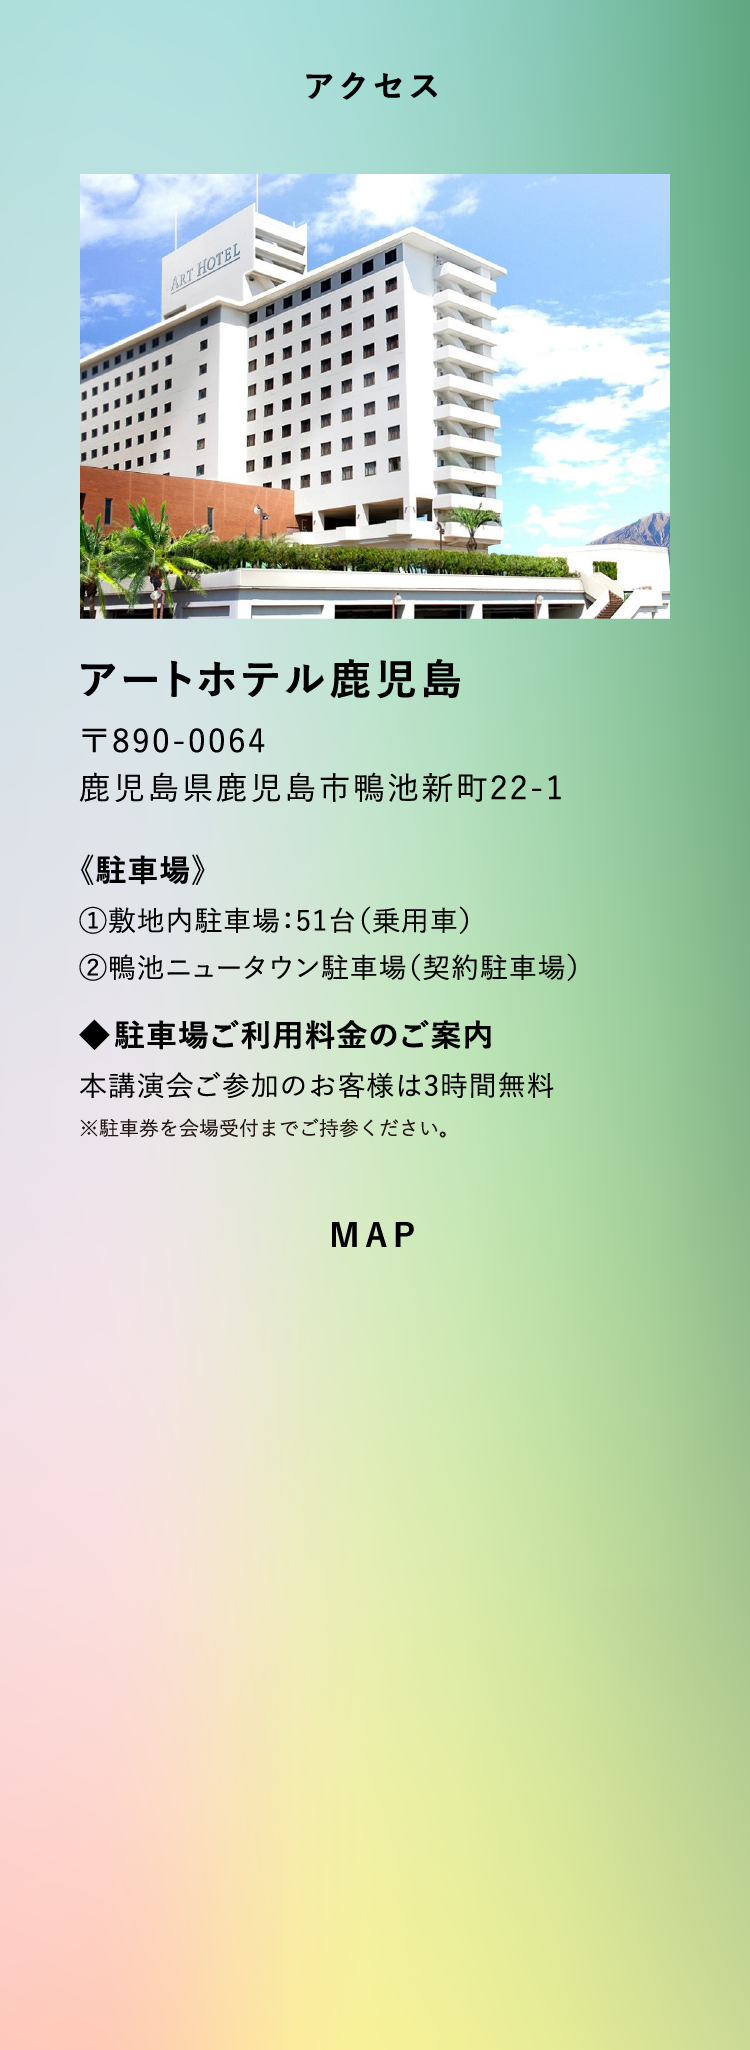 アクセス
ART HOTEL
アートホテル鹿児島
〒890-0064
鹿児島県鹿児島市鴨池新町22-1
《駐車場》
①敷地内駐車場：51台（乗用車）
②鴨池ニュータウン駐車場（契約駐車場）
◆駐車場ご利用料金のご案内
本講演会ご参加のお客様は3時間無料
※駐車券を会場受付までご持参ください。
MAP